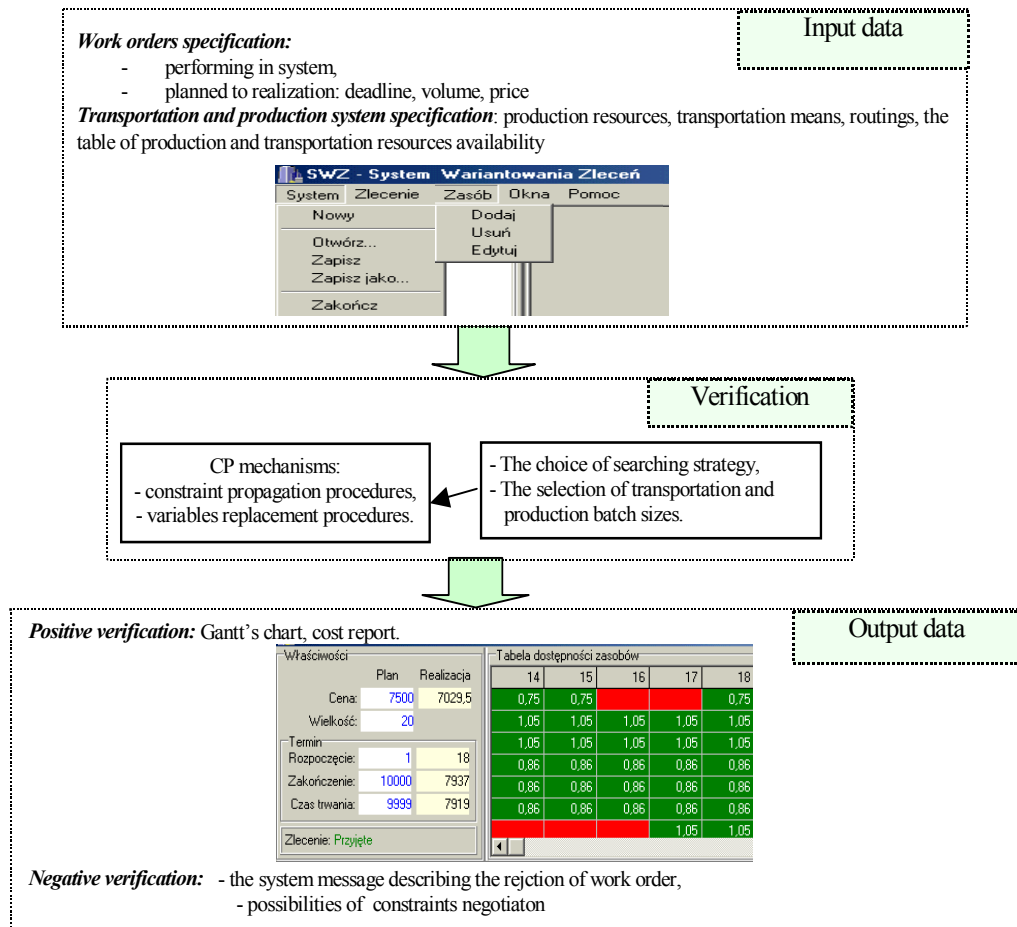 Input data
Work orders specification:
- performing in system,
- planned to realization: deadline, volume, price
Transportation and production system specification: production resources, transportation means, routings, the
table of production and transportation resources availability
SWZ - System Wariantowania Zleceń
System Zlecenie Zasób Okna Pomoc
Nowy Dodaj
Usuń
Otwórz... Edytuj
Zapisz
Zapisz jako...
Zakończ
Verification
CP mechanisms:
- constraint propagation procedures,
- variables replacement procedures.
- The choice of searching strategy,
- The selection of transportation and
production batch sizes.
Output data
Positive verification: Gantt's chart, cost report.
Właściwości
Plan Realizacja
Cena: 7500 7029,5
Wielkość: 20
Termin
Rozpoczęcie: 1 18
Zakończenie: 10000 7937
Czas trwania: 9999 7919
Zlecenie: Przyjęte
Tabela dostępności zasobów
14 15 16 17 18
0,75 0,75 0,75
1,05 1,05 1,05 1,05 1,05
1,05 1,05 1,05 1,05 1,05
0,86 0,86 0,86 0,86 0,86
0,86 0,86 0,86 0,86 0,86
0,86 0,86 0,86 0,86 0,86
1,05 1,05
Negative verification: - the system message describing the rejction of work order,
- possibilities of constraints negotiaton